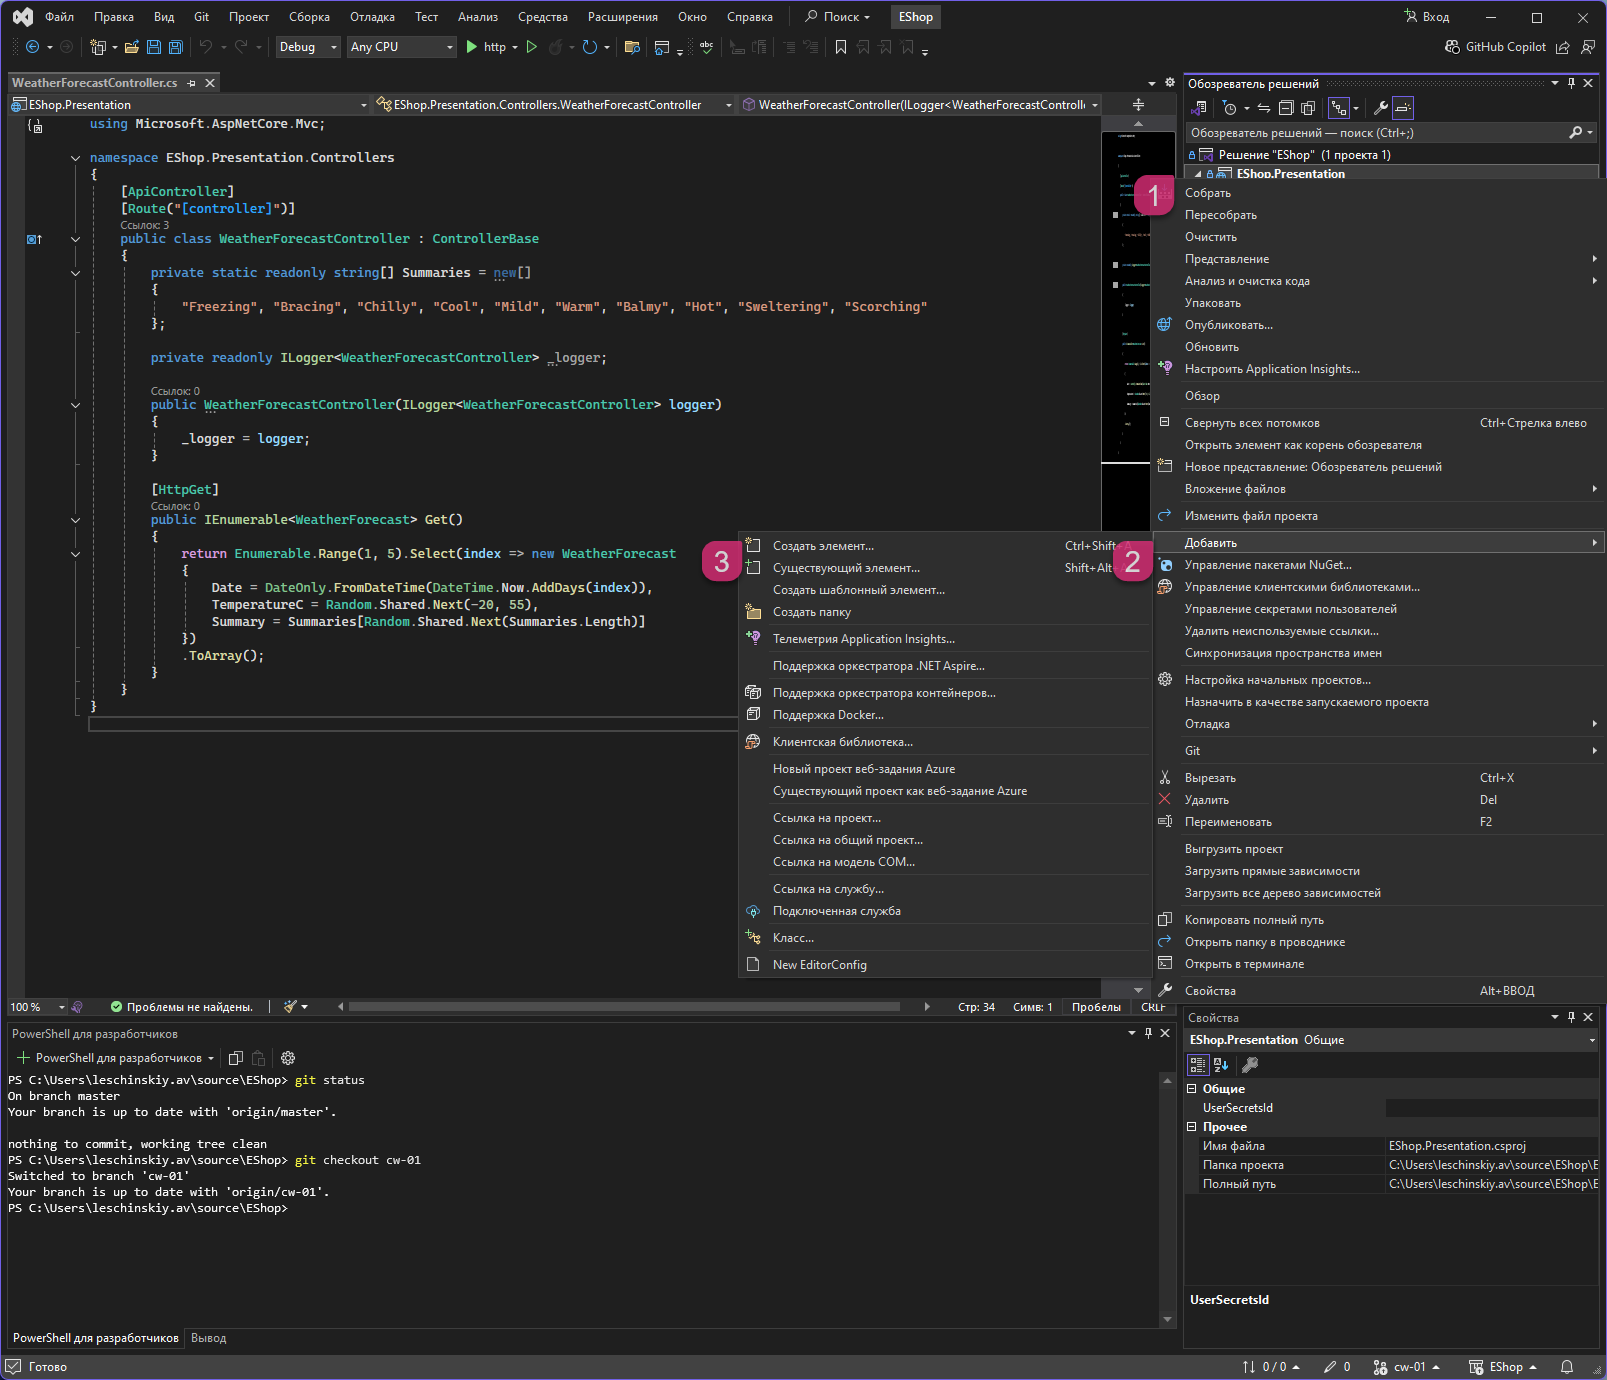 Файл Правка Вид Git Проект Сборка Отладка Тест Анализ Средства Расширения Окно Справка Поиск EShop Вход
Debug Any CPU http abc GitHub Copilot
WeatherForecastController.cs
EShop.Presentation EShop.Presentation.Controllers.WeatherForecastController WeatherForecastController(ILogger<WeatherForecastControlle
using Microsoft.AspNetCore.Mvc;
namespace EShop.Presentation.Controllers
{
[ApiController]
[Route("[controller]")]
Ссылок: 3
public class WeatherForecastController : ControllerBase
{
private static readonly string[] Summaries = new[]
{
"Freezing", "Bracing", "Chilly", "Cool", "Mild", "Warm", "Balmy", "Hot", "Sweltering", "Scorching"
};
private readonly ILogger<WeatherForecastController> _logger;
Ссылок: 0
public WeatherForecastController(ILogger<WeatherForecastController> logger)
{
_logger = logger;
}
[HttpGet]
Ссылок: 0
public IEnumerable<WeatherForecast> Get()
{
return Enumerable.Range(1, 5).Select(index => new WeatherForecast
{
Date = DateOnly.FromDateTime(DateTime.Now.AddDays(index)),
TemperatureC = Random.Shared.Next(-20, 55),
Summary = Summaries[Random.Shared.Next(Summaries.Length)]
})
.ToArray();
}
}
}
Обозреватель решений
Обозреватель решений — поиск (Ctrl+;)
Решение "EShop" (1 проекта 1)
EShop.Presentation
1
Собрать
Пересобрать
Очистить
Представление
Анализ и очистка кода
Упаковать
Опубликовать...
Обновить
Настроить Application Insights...
Обзор
Свернуть всех потомков Ctrl+Стрелка влево
Открыть элемент как корень обозревателя
Новое представление: Обозреватель решений
Вложение файлов
Изменить файл проекта
2
Добавить
Управление пакетами NuGet...
Управление клиентскими библиотеками...
Управление секретами пользователей
Удалить неиспользуемые ссылки...
Синхронизация пространства имен
Настройка начальных проектов...
Назначить в качестве запускаемого проекта
Отладка
Git
Вырезать Ctrl+X
Удалить Del
Переименовать F2
Выгрузить проект
Загрузить прямые зависимости
Загрузить все дерево зависимостей
Копировать полный путь
Открыть папку в проводнике
Открыть в терминале
Свойства Alt+ВВОД
3
Создать элемент... Ctrl+Shift+A
Существующий элемент... Shift+Alt+
Создать шаблонный элемент...
Создать папку
Телеметрия Application Insights...
Поддержка оркестратора .NET Aspire...
Поддержка оркестратора контейнеров...
Поддержка Docker...
Клиентская библиотека...
Новый проект веб-задания Azure
Существующий проект как веб-задание Azure
Ссылка на проект...
Ссылка на общий проект...
Ссылка на модель COM...
Ссылка на службу...
Подключенная служба
Класс...
New EditorConfig
100 % Проблемы не найдены. Стр: 34 Симв: 1 Пробелы CRLF
PowerShell для разработчиков
PowerShell для разработчиков
PS C:\Users\leschinskiy.av\source\EShop> git status
On branch master
Your branch is up to date with 'origin/master'.
nothing to commit, working tree clean
PS C:\Users\leschinskiy.av\source\EShop> git checkout cw-01
Switched to branch 'cw-01'
Your branch is up to date with 'origin/cw-01'.
PS C:\Users\leschinskiy.av\source\EShop>
PowerShell для разработчиков Вывод
Свойства
EShop.Presentation Общие
Общие
UserSecretsId
Прочее
Имя файла EShop.Presentation.csproj
Папка проекта C:\Users\leschinskiy.av\source\EShop\E
Полный путь C:\Users\leschinskiy.av\source\EShop\E
UserSecretsId
Готово 0 / 0 0 cw-01 EShop